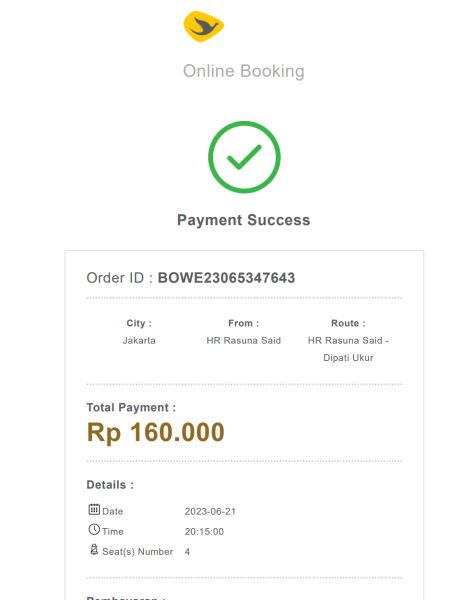 Online Booking
Payment Success
Order ID : BOWE23065347643
City :
Jakarta
From :
HR Rasuna Said
Route :
HR Rasuna Said -
Dipati Ukur
Total Payment :
Rp 160.000
Details :
Date 2023-06-21
Time 20:15:00
Seat(s) Number 4
Pembayaran :